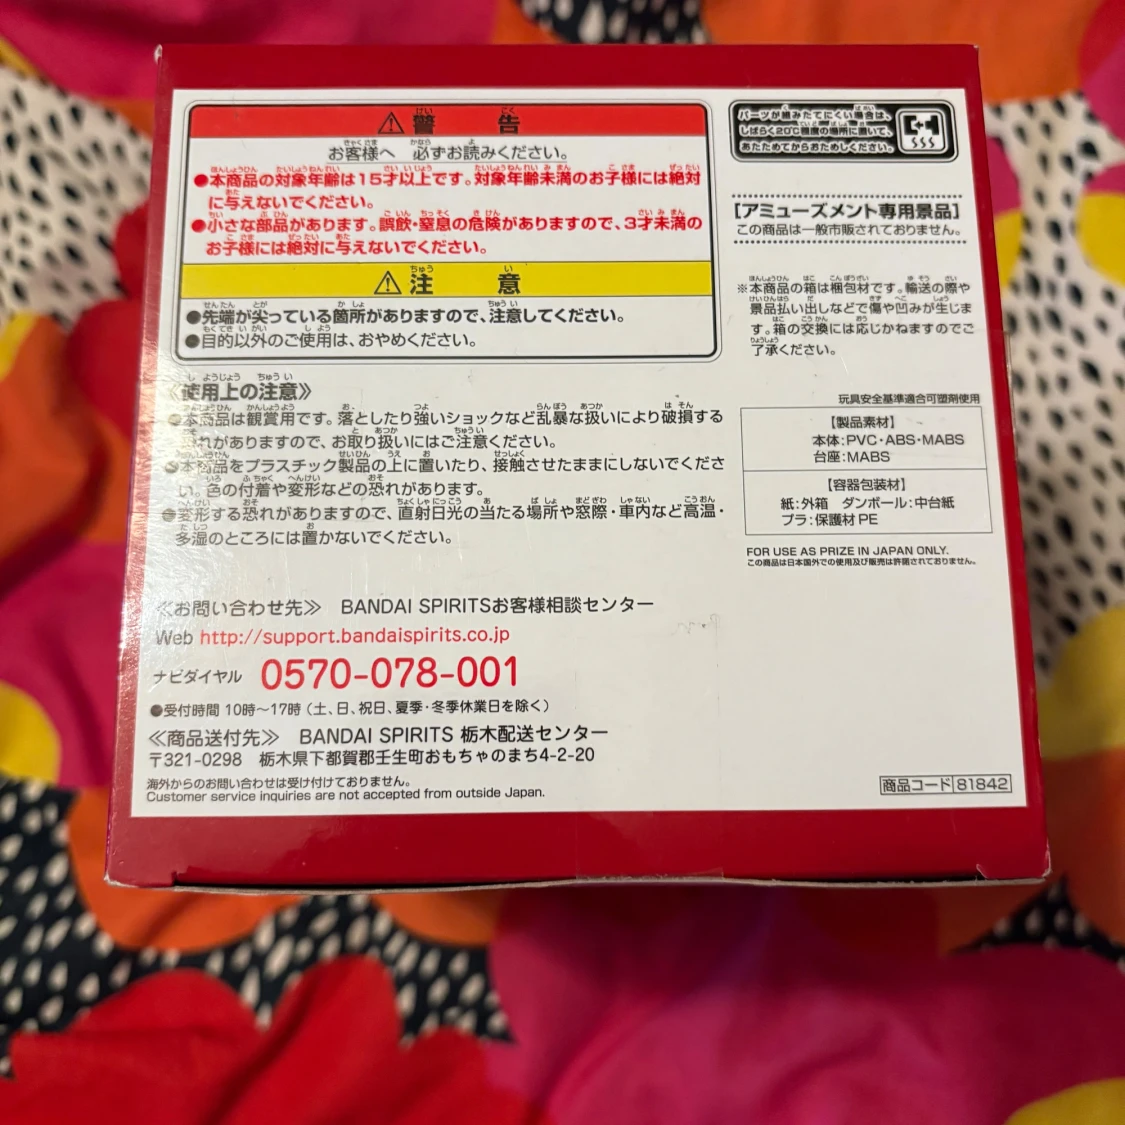 ⚠警告
お客様へ 必ずお読みください。
●本商品の対象年齢は15才以上です。対象年齢未満のお子様には絶対
に与えないでください。
●小さな部品があります。誤飲・窒息の危険がありますので、3才未満の
お子様には絶対に与えないでください。
⚠注意
●先端が尖っている箇所がありますので、注意してください。
●目的以外のご使用は、おやめください。
《使用上の注意》
●本商品は観賞用です。落としたり強いショックなど乱暴な扱いにより破損する
恐れがありますので、お取り扱いにはご注意ください。
●本商品をプラスチック製品の上に置いたり、接触させたままにしないでくださ
い。色の付着や変形などの恐れがあります。
●変形する恐れがありますので、直射日光の当たる場所や窓際・車内など高温・
多湿のところには置かないでください。
《お問い合わせ先》 BANDAI SPIRITSお客様相談センター
Web http://support.bandaispirits.co.jp
ナビダイヤル 0570-078-001
●受付時間 10時〜17時(土、日、祝日、夏季・冬季休業日を除く)
《商品送付先》 BANDAI SPIRITS 栃木配送センター
〒321-0298 栃木県下都賀郡壬生町おもちゃのまち4-2-20
海外からのお問い合わせは受け付けておりません。
Customer service inquiries are not accepted from outside Japan.
パーツが組みたてにくい場合は、
しばらく20℃程度の場所に置いて、
あたためてからおためしください。
【アミューズメント専用景品】
この商品は一般市販されておりません。
※本商品の箱は梱包材です。輸送の際や
景品払い出しなどで傷や凹みが生じま
す。箱の交換には応じかねますのでご
了承ください。
玩具安全基準適合可塑剤使用
【製品素材】
本体:PVC・ABS・MABS
台座:MABS
【容器包装材】
紙:外箱 ダンボール:中台紙
プラ:保護材 PE
FOR USE AS PRIZE IN JAPAN ONLY.
この商品は日本国外での使用及び販売は許諾されておりません。
商品コード 81842